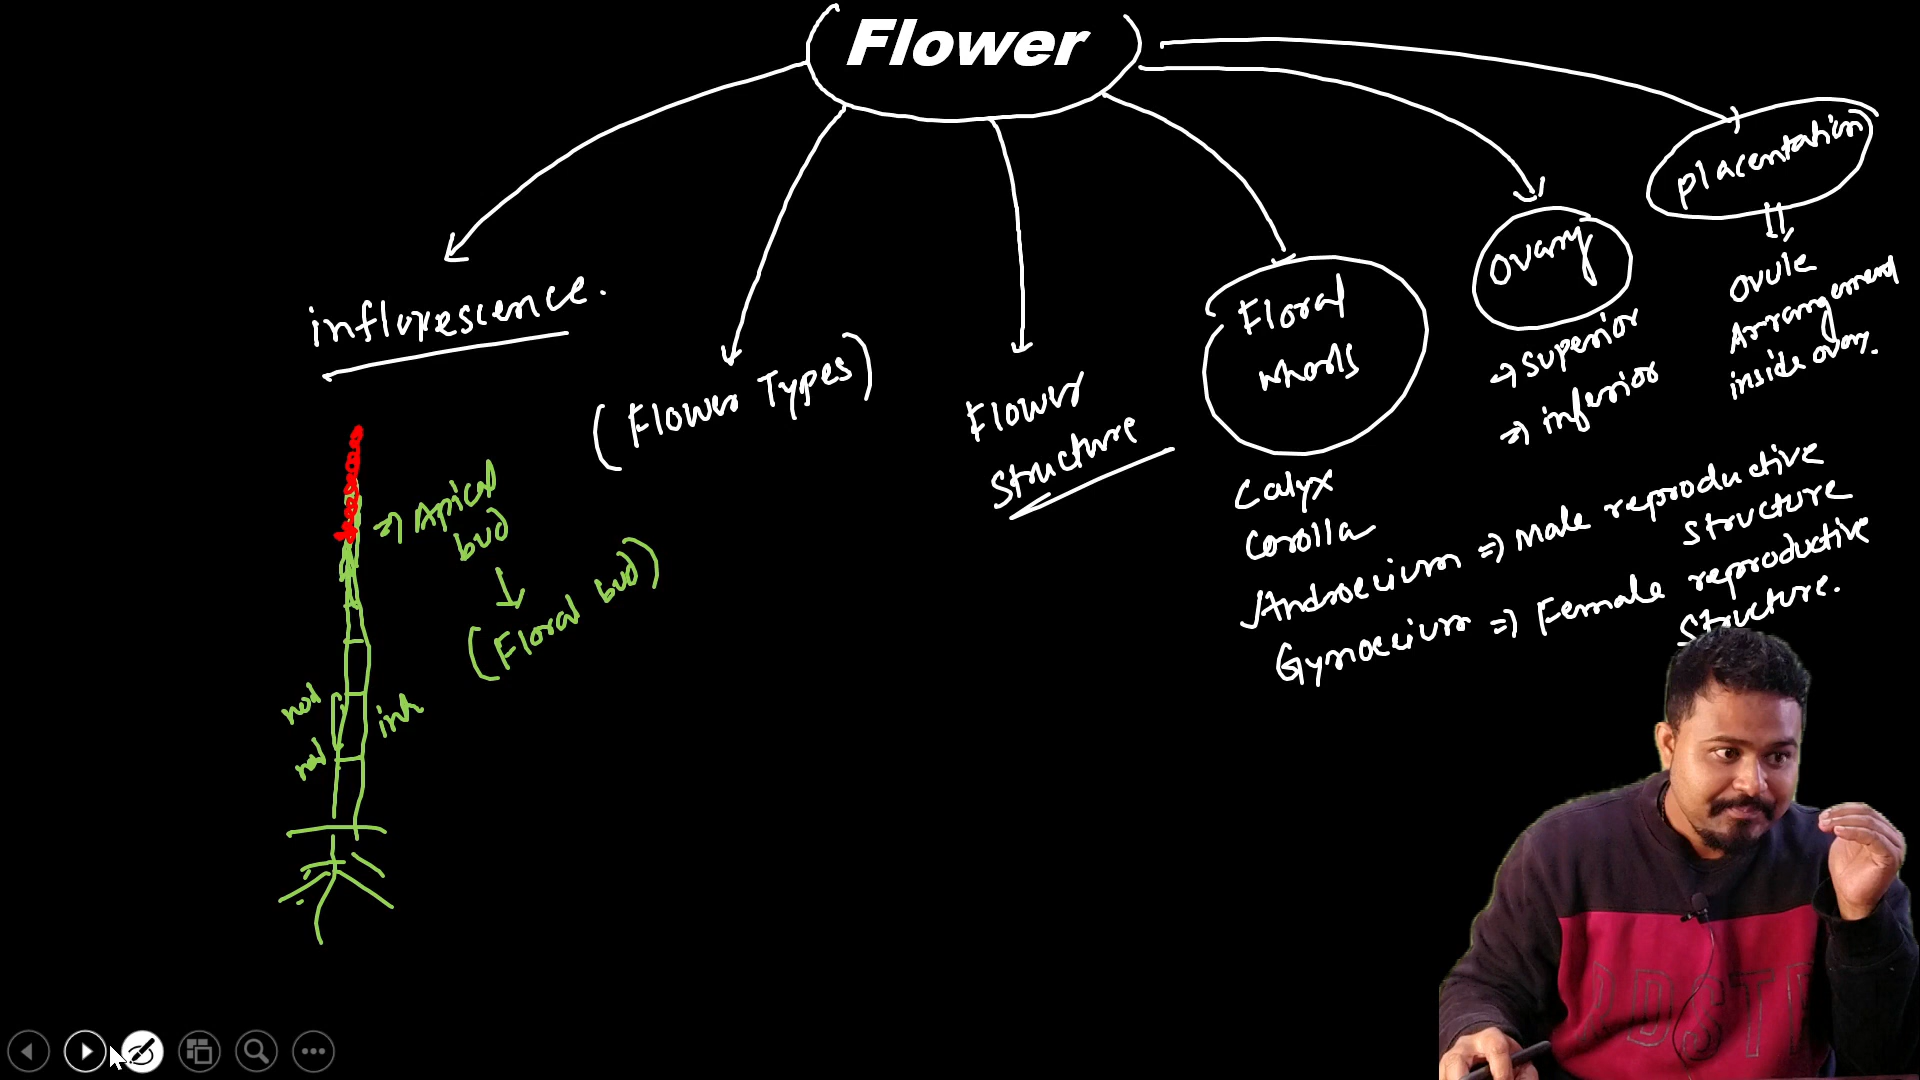 Flower
inflorescence.
(Flower Types)
Flower
Structure
Floral
whorls
Calyx
Corolla
Androecium ⇒ Male reproductive
structure
Gynoecium ⇒ Female reproductive
structure.
Ovary
⇒ superior
⇒ inferior
placentation
ovule
Arrangement
inside ovary.
⇒ Apical
bud
(Floral bud)
nod
nod
int